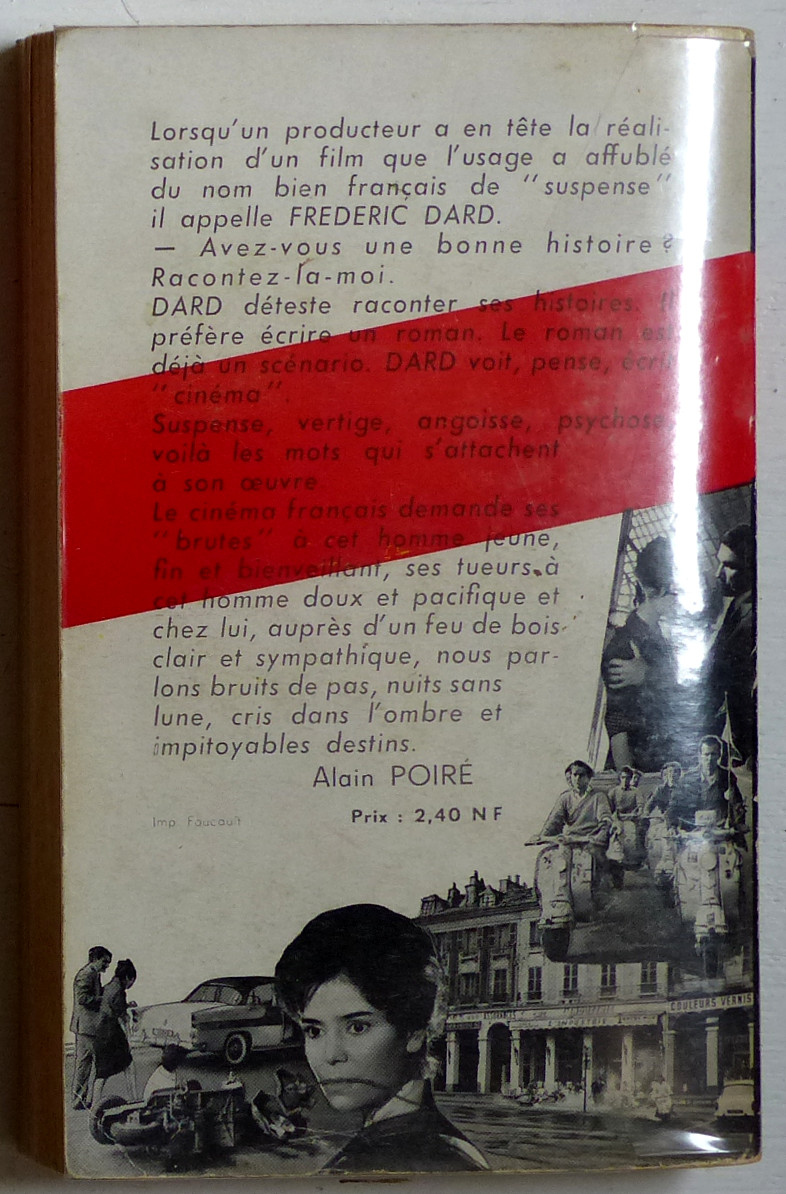 Lorsqu'un producteur a en tête la réali-
sation d'un film que l'usage a affublé
du nom bien français de "suspense"
il appelle FREDERIC DARD.
— Avez-vous une bonne histoire ?
Racontez-la-moi.
DARD déteste raconter ses histoires. Il
préfère écrire un roman. Le roman est
déjà un scénario. DARD voit, pense, écrit
"cinéma".
Suspense, vertige, angoisse, psychose,
voilà les mots qui s'attachent
à son œuvre
Le cinéma français demande ses
"brutes" à cet homme jeune,
fin et bienveillant, ses tueurs à
cet homme doux et pacifique et
chez lui, auprès d'un feu de bois
clair et sympathique, nous par-
lons bruits de pas, nuits sans
lune, cris dans l'ombre et
impitoyables destins.
Alain POIRÉ
Imp. Foucault
Prix : 2,40 NF
COULEURS VERNIS